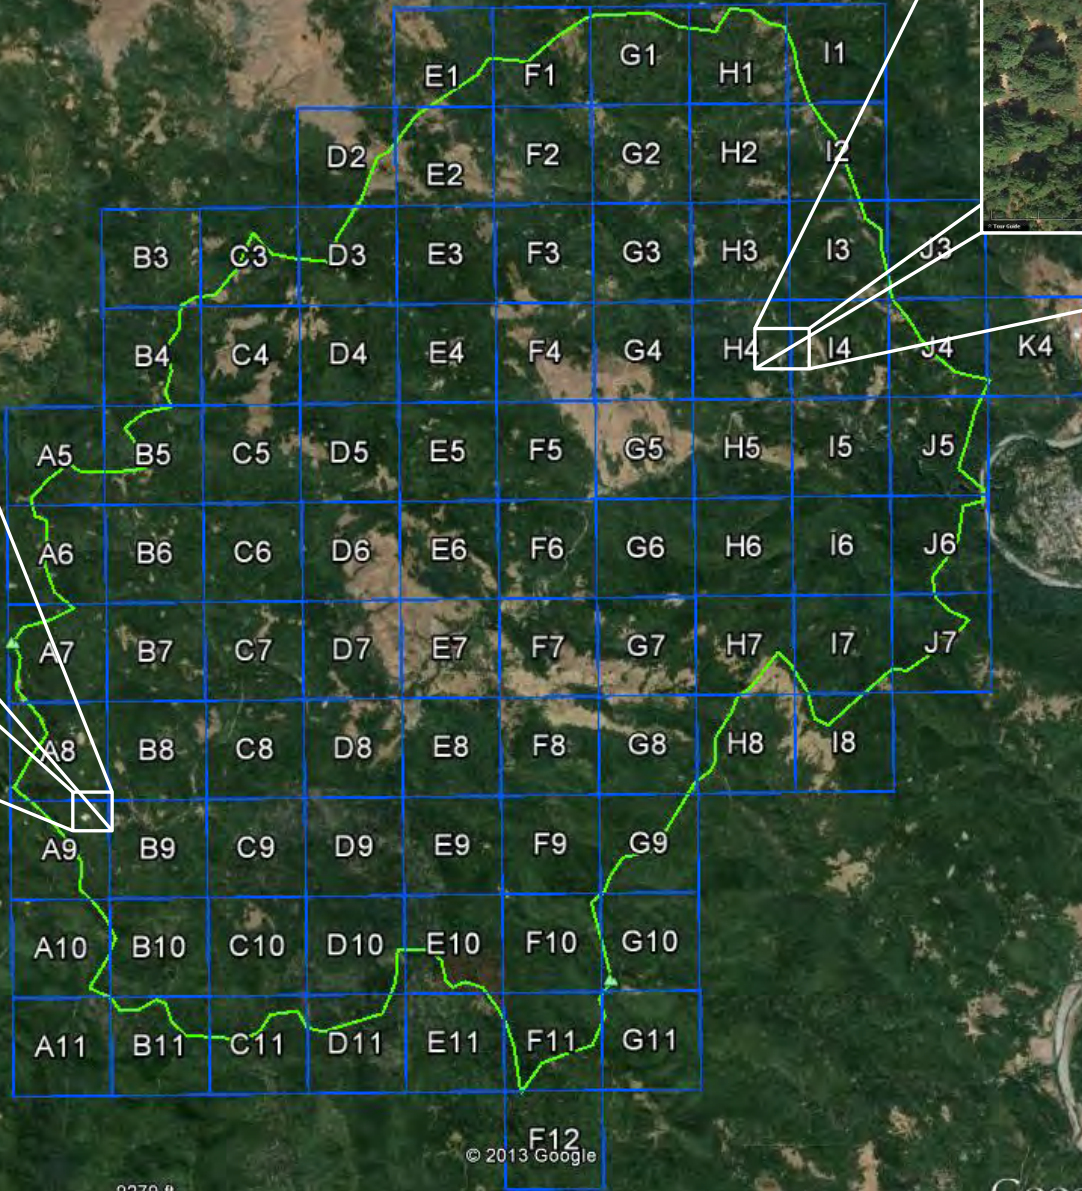 E1 F1 G1 H1 I1
D2 E2 F2 G2 H2 I2
© Tour Guide
B3 C3 D3 E3 F3 G3 H3 I3 J3
B4 C4 D4 E4 F4 G4 H4 I4 J4 K4
A5 B5 C5 D5 E5 F5 G5 H5 I5 J5
A6 B6 C6 D6 E6 F6 G6 H6 I6 J6
A7 B7 C7 D7 E7 F7 G7 H7 I7 J7
A8 B8 C8 D8 E8 F8 G8 H8 I8
A9 B9 C9 D9 E9 F9 G9
A10 B10 C10 D10 E10 F10 G10
A11 B11 C11 D11 E11 F11 G11
F12
© 2013 Google